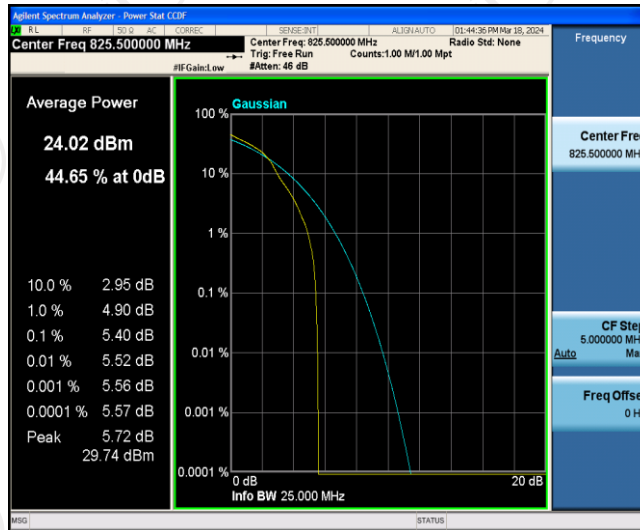 Agilent Spectrum Analyzer - Power Stat CCDF
RL RF 50 Ω AC CORREC SENSE:INT ALIGNAUTO 01:44:36 PM Mar 18, 2024
Center Freq 825.500000 MHz
Center Freq: 825.500000 MHz Radio Std: None
Trig: Free Run Counts:1.00 M/1.00 Mpt
#IFGain:Low #Atten: 46 dB
Frequency
Average Power
24.02 dBm
44.65 % at 0dB
10.0 % 2.95 dB
1.0 % 4.90 dB
0.1 % 5.40 dB
0.01 % 5.52 dB
0.001 % 5.56 dB
0.0001 % 5.57 dB
Peak 5.72 dB
29.74 dBm
Gaussian
100 %
10 %
1 %
0.1 %
0.01 %
0.001 %
0.0001 %
0 dB 20 dB
Info BW 25.000 MHz
Center Fre
825.500000 MH
CF Step
5.000000 MH
Auto Ma
Freq Offse
0 H
MSG STATUS